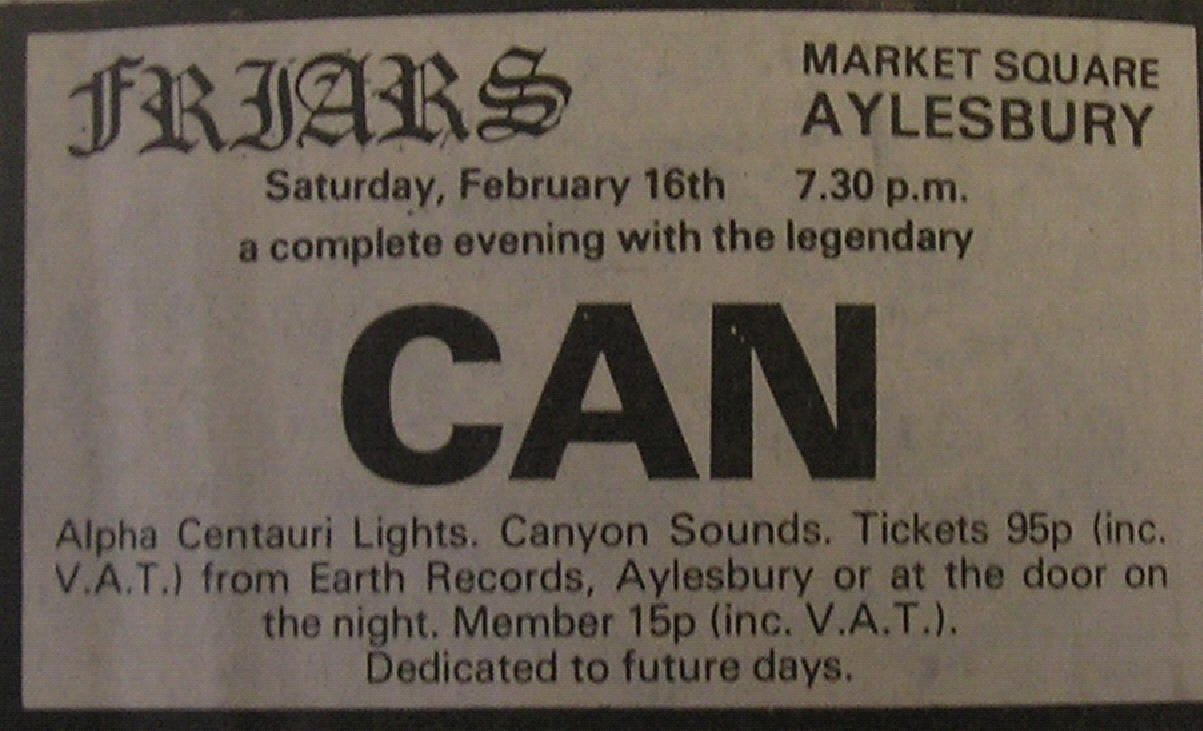 FRIARS
MARKET SQUARE
AYLESBURY
Saturday, February 16th 7.30 p.m.
a complete evening with the legendary
CAN
Alpha Centauri Lights. Canyon Sounds. Tickets 95p (inc.
V.A.T.) from Earth Records, Aylesbury or at the door on
the night. Member 15p (inc. V.A.T.).
Dedicated to future days.